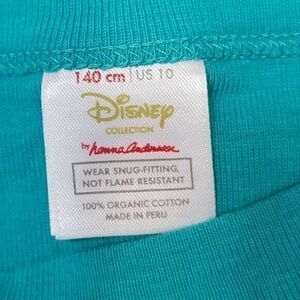 140 cm | US 10
Disney
COLLECTION
by hanna andersson
WEAR SNUG-FITTING,
NOT FLAME RESISTANT
100% ORGANIC COTTON
MADE IN PERU